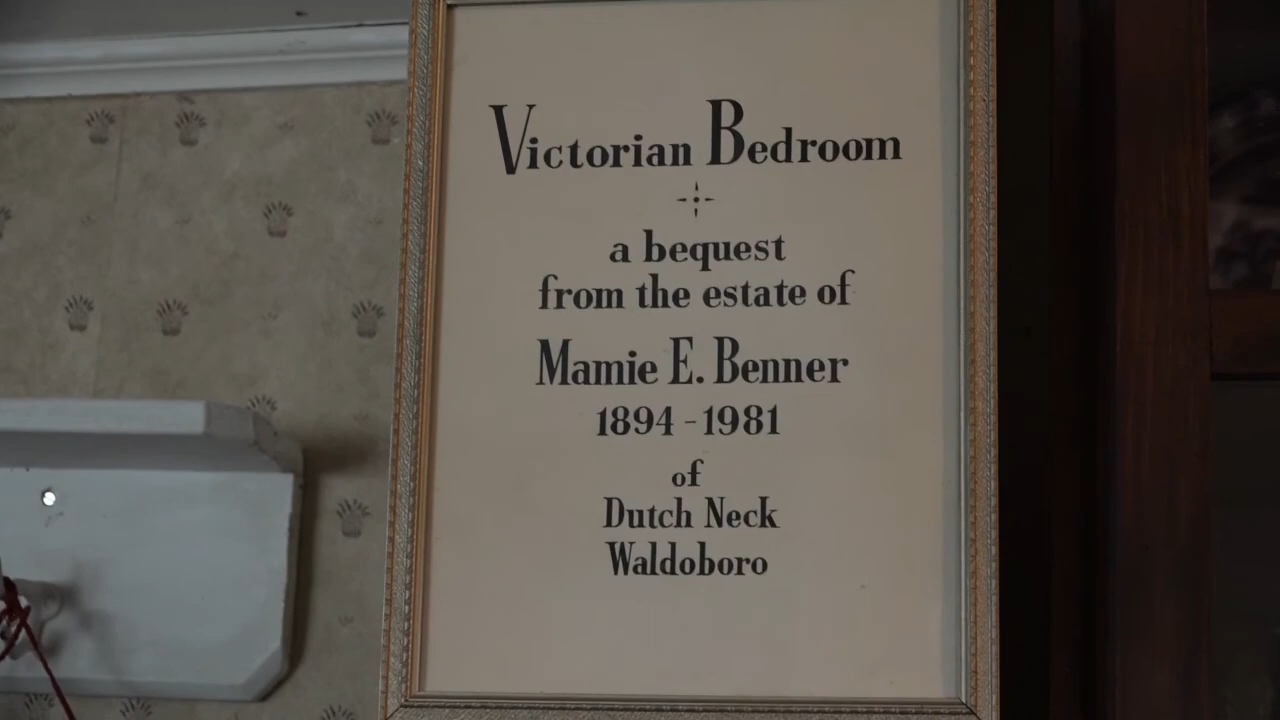 Victorian Bedroom
a bequest
from the estate of
Mamie E. Benner
1894-1981
of
Dutch Neck
Waldoboro